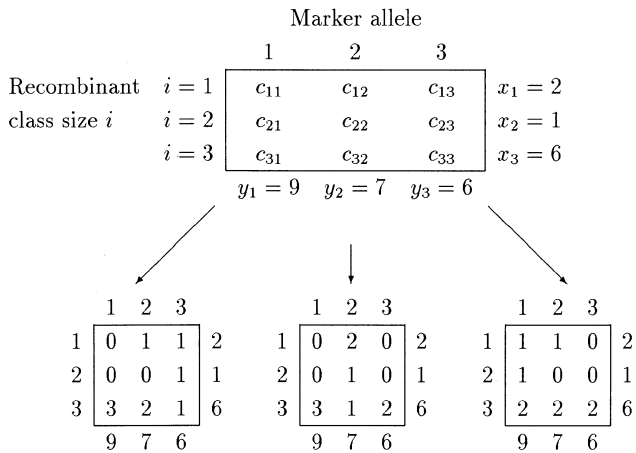 Marker allele
1 2 3
Recombinant i = 1 c₁₁ c₁₂ c₁₃ x₁ = 2
class size i i = 2 c₂₁ c₂₂ c₂₃ x₂ = 1
i = 3 c₃₁ c₃₂ c₃₃ x₃ = 6
y₁ = 9 y₂ = 7 y₃ = 6
1 2 3 1 2 3 1 2 3
1 0 1 1 2 1 0 2 0 2 1 1 1 0 2
2 0 0 1 1 2 0 1 0 1 2 1 0 0 1
3 3 2 1 6 3 3 1 2 6 3 2 2 2 6
9 7 6 9 7 6 9 7 6